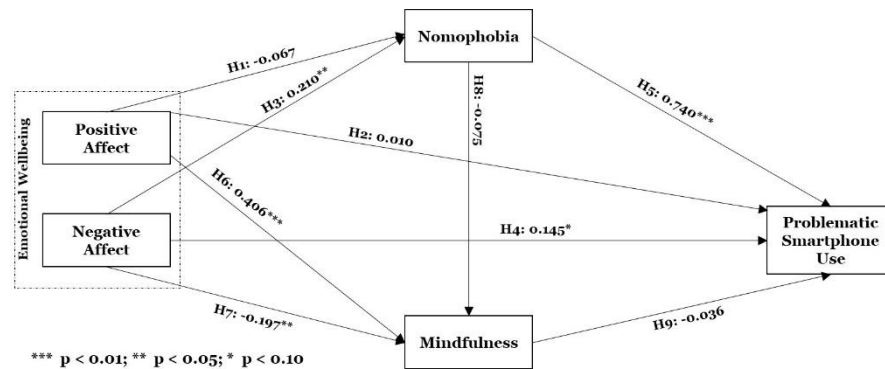 Nomophobia
H1: -0.067
H3: 0.210**
H8: -0.075
H5: 0.740***
Emotional Wellbeing
Positive
Affect
H2: 0.010
H6: 0.406***
Negative
Affect
H4: 0.145*
Problematic
Smartphone
Use
H7: -0.197**
Mindfulness
H9: -0.036
*** p < 0.01; ** p < 0.05; * p < 0.10